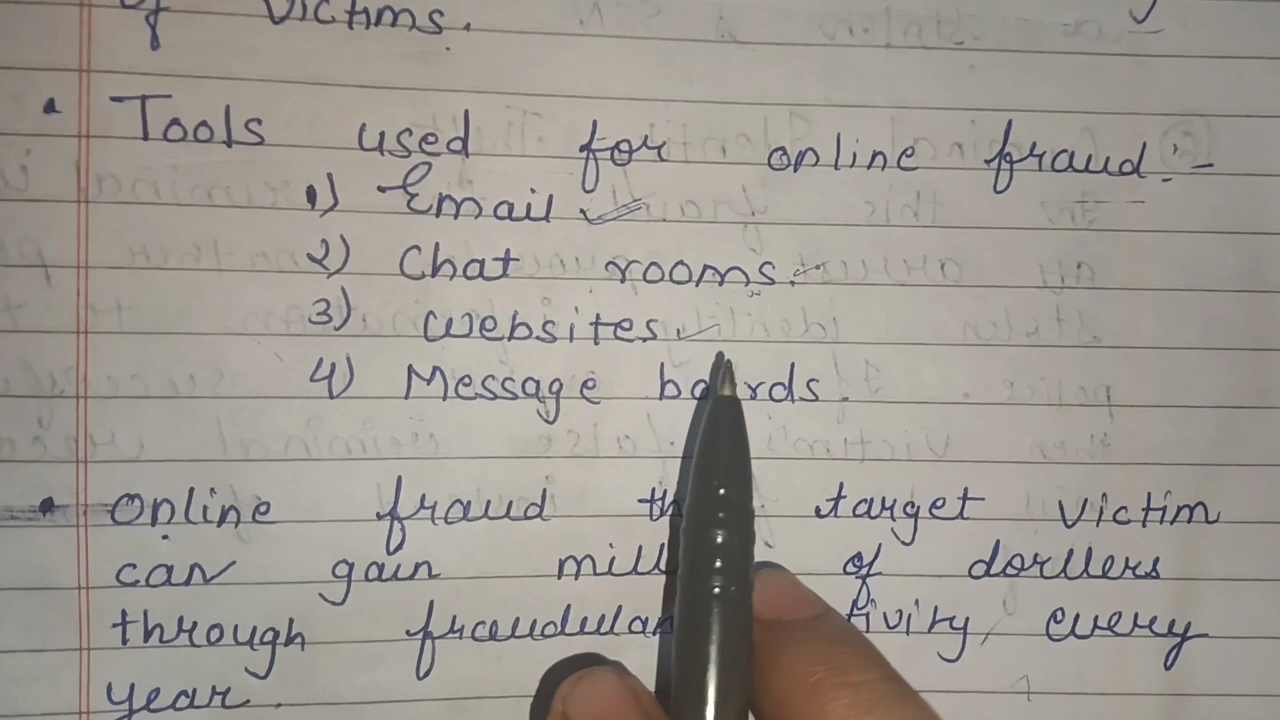 of victims.
• Tools used for online fraud :-
1) Email
2) Chat rooms.
3) websites
4) Message boards.
• Online fraud target victim
can gain of dorllers
through every
year.